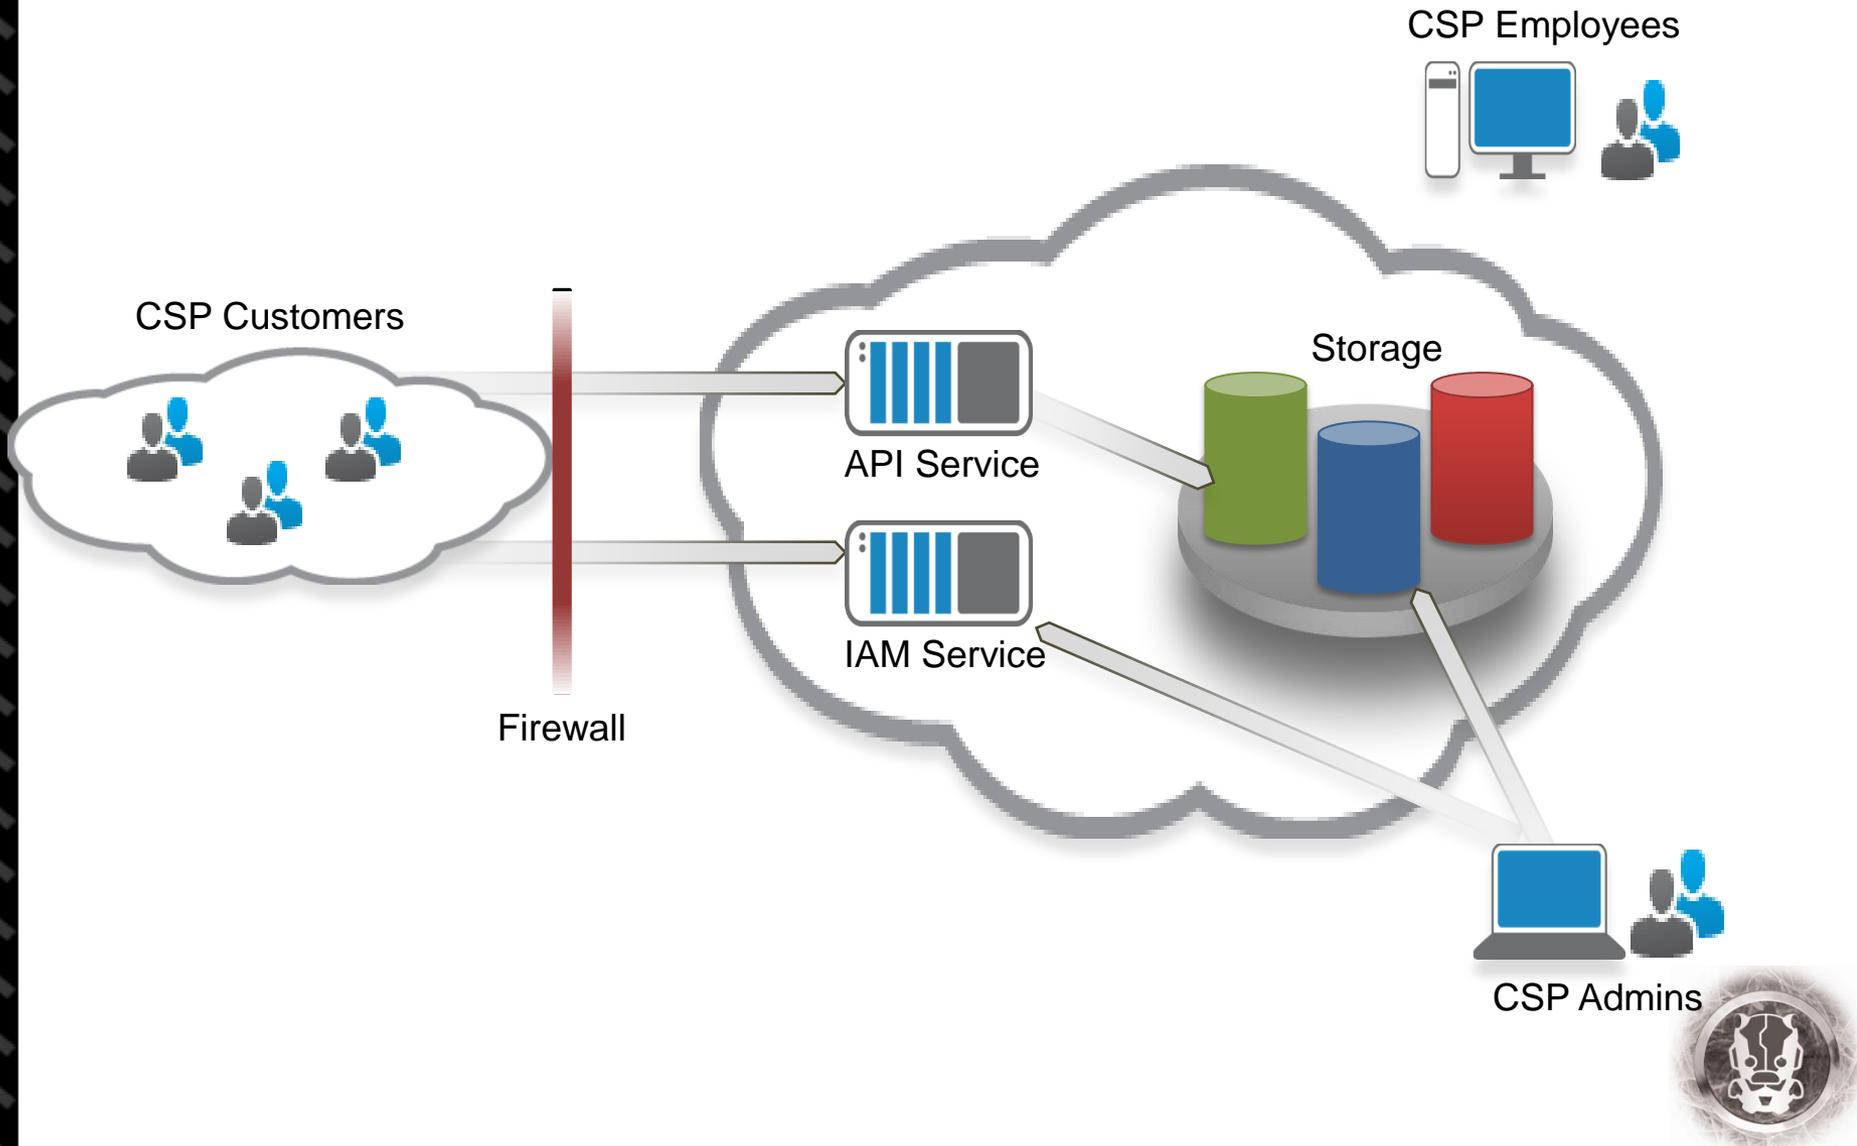 CSP Employees
CSP Customers
Storage
API Service
IAM Service
Firewall
CSP Admins